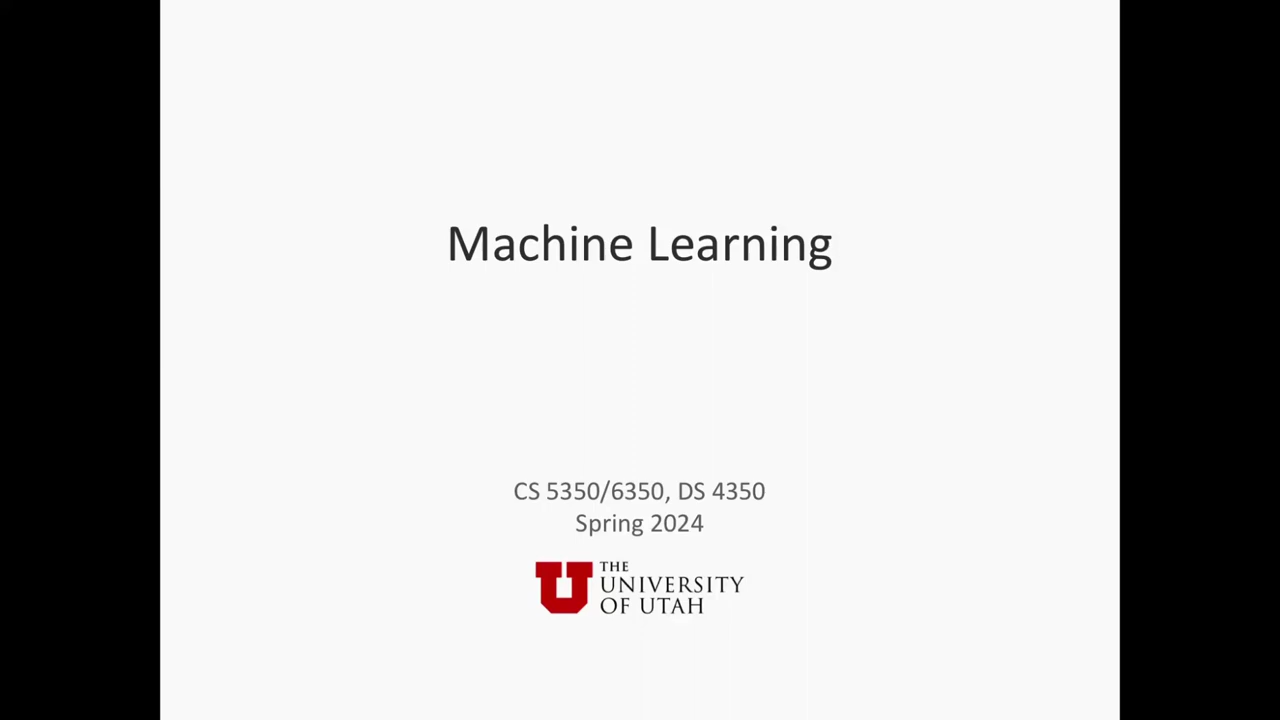 Machine Learning
CS 5350/6350, DS 4350
Spring 2024
THE
UNIVERSITY
OF UTAH